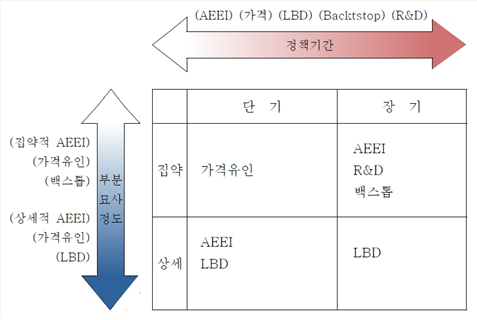 (AEEI) (가격) (LBD) (Backtstop) (R&D)
정책기간
단 기 장 기
(집약적 AEEI)
(가격유인)
(백스톱)
부분
묘사
정도
(상세적 AEEI)
(가격유인)
(LBD)
집약
가격유인
AEEI
R&D
백스톱
상세
AEEI
LBD
LBD